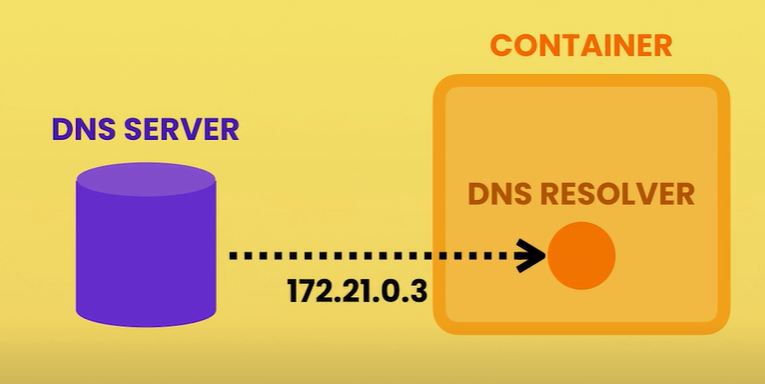 CONTAINER
DNS SERVER
DNS RESOLVER
172.21.0.3